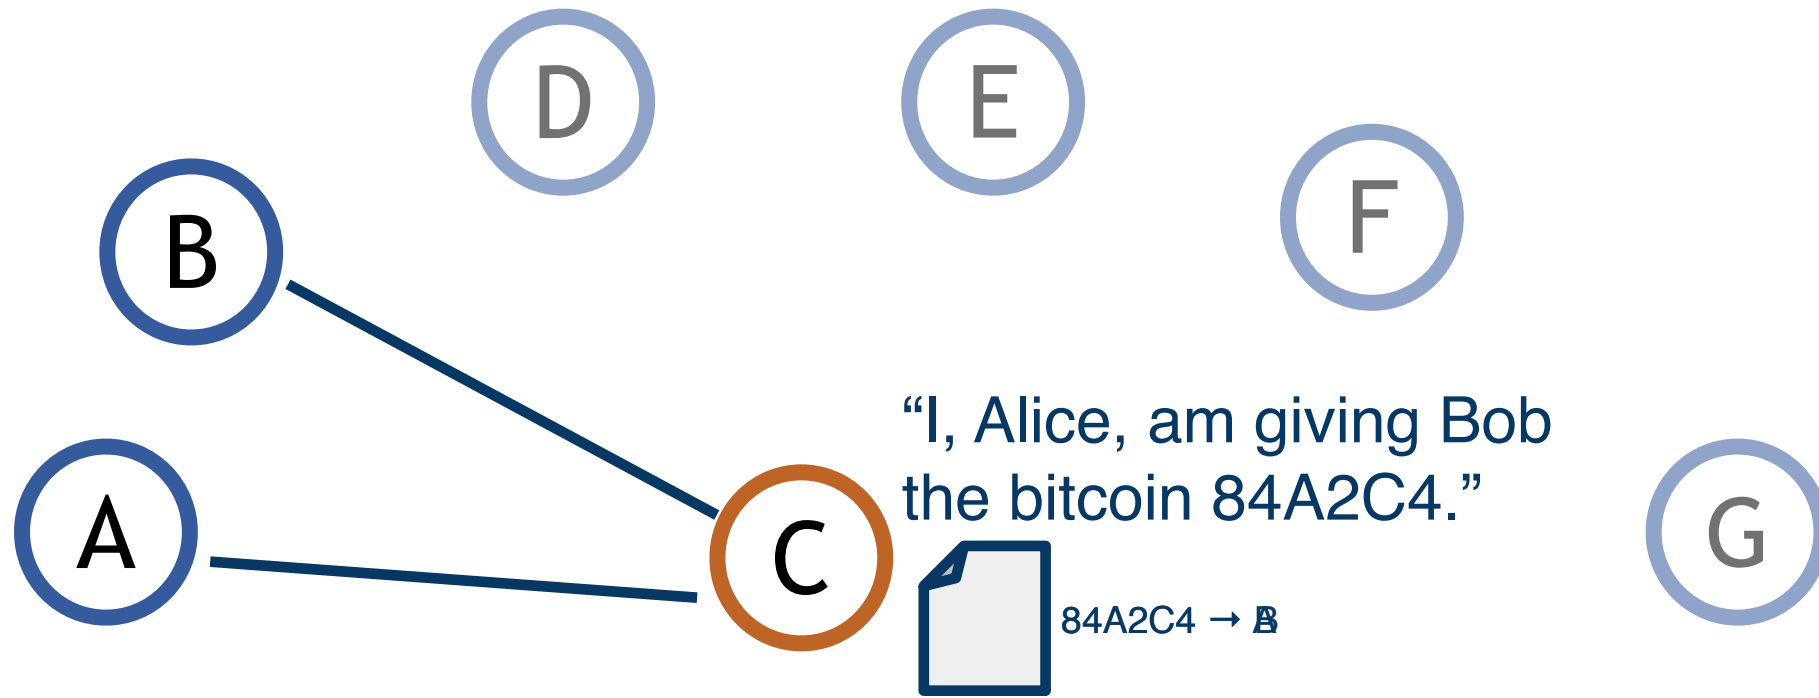 D
E
F
B
“I, Alice, am giving Bob
the bitcoin 84A2C4.”
A
C
G
84A2C4 →